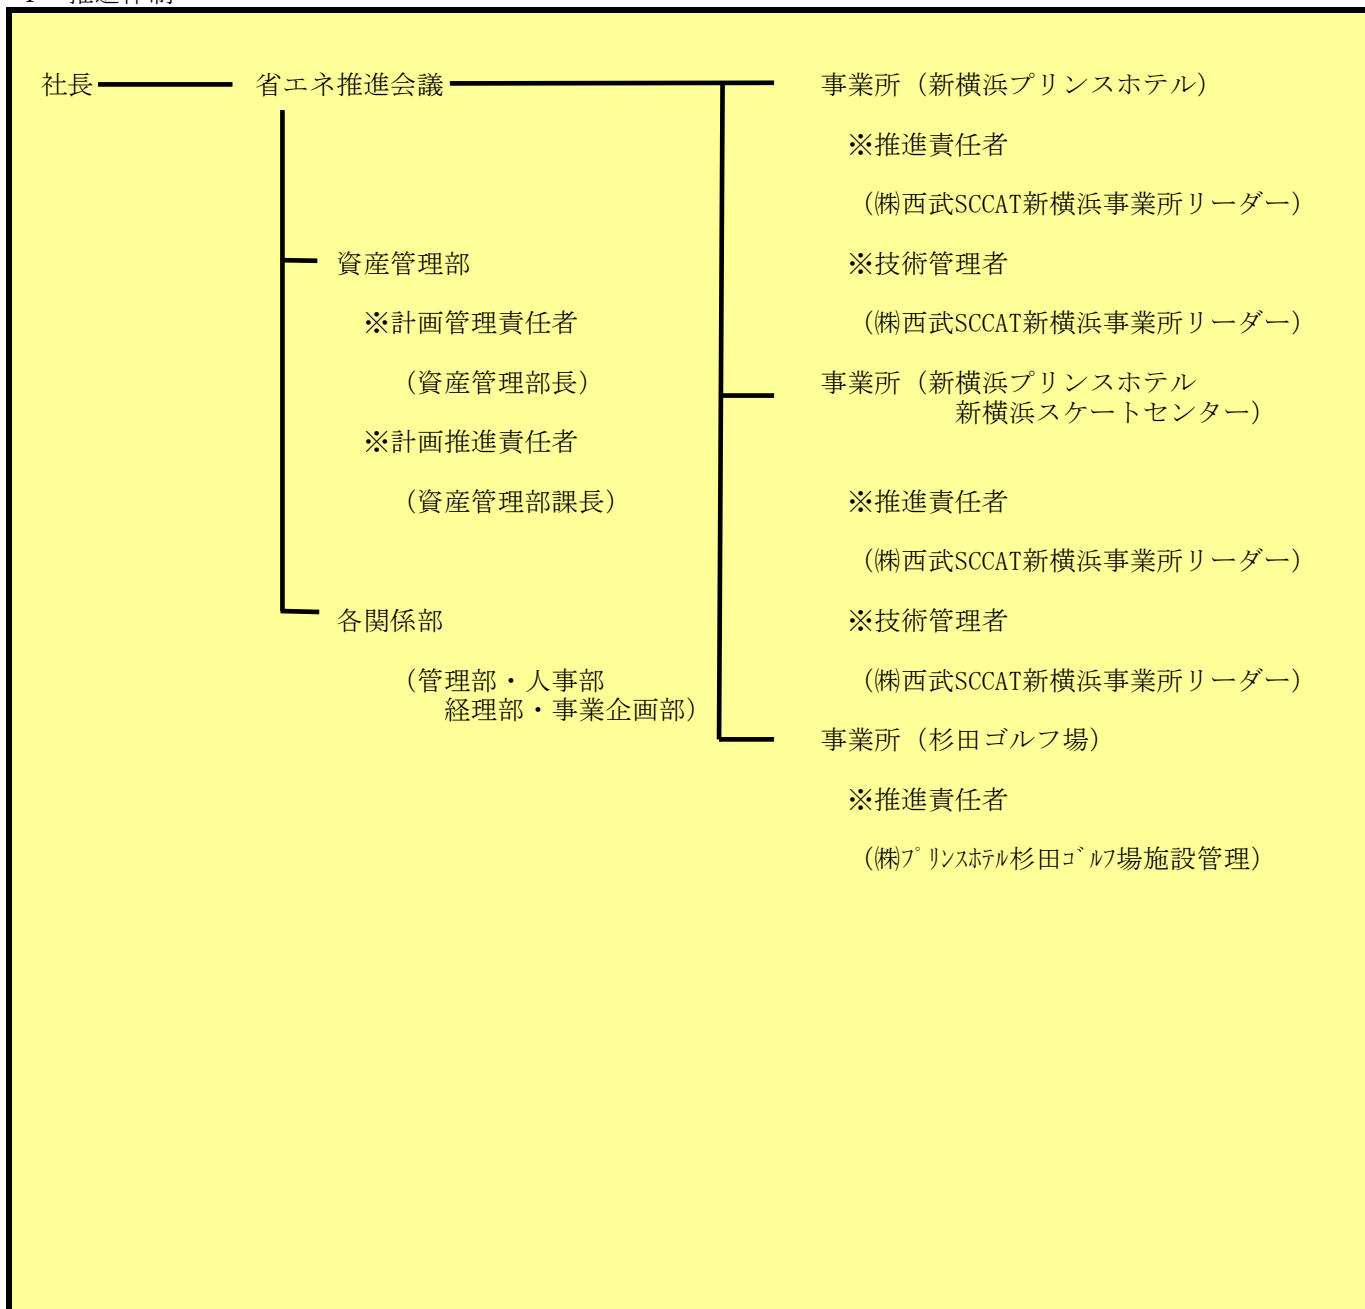 社長 省エネ推進会議 事業所（新横浜プリンスホテル）
※推進責任者
（㈱西武SCCAT新横浜事業所リーダー）
資産管理部 ※技術管理者
※計画管理責任者 （㈱西武SCCAT新横浜事業所リーダー）
（資産管理部長） 事業所（新横浜プリンスホテル
新横浜スケートセンター）
※計画推進責任者
（資産管理部課長） ※推進責任者
（㈱西武SCCAT新横浜事業所リーダー）
各関係部 ※技術管理者
（管理部・人事部 （㈱西武SCCAT新横浜事業所リーダー）
経理部・事業企画部）
事業所（杉田ゴルフ場）
※推進責任者
（㈱ﾌﾟﾘﾝｽﾎﾃﾙ杉田ｺﾞﾙﾌ場施設管理）